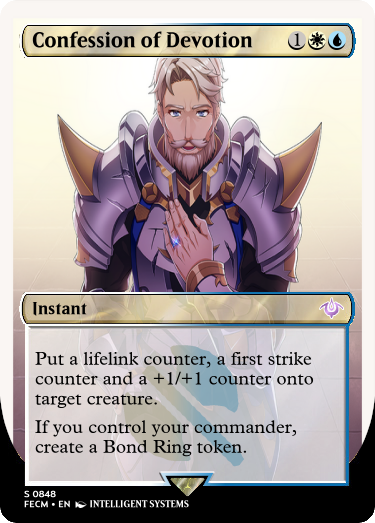 Confession of Devotion 1
Instant
Put a lifelink counter, a first strike
counter and a +1/+1 counter onto
target creature.
If you control your commander,
create a Bond Ring token.
S 0848
FECM • EN INTELLIGENT SYSTEMS